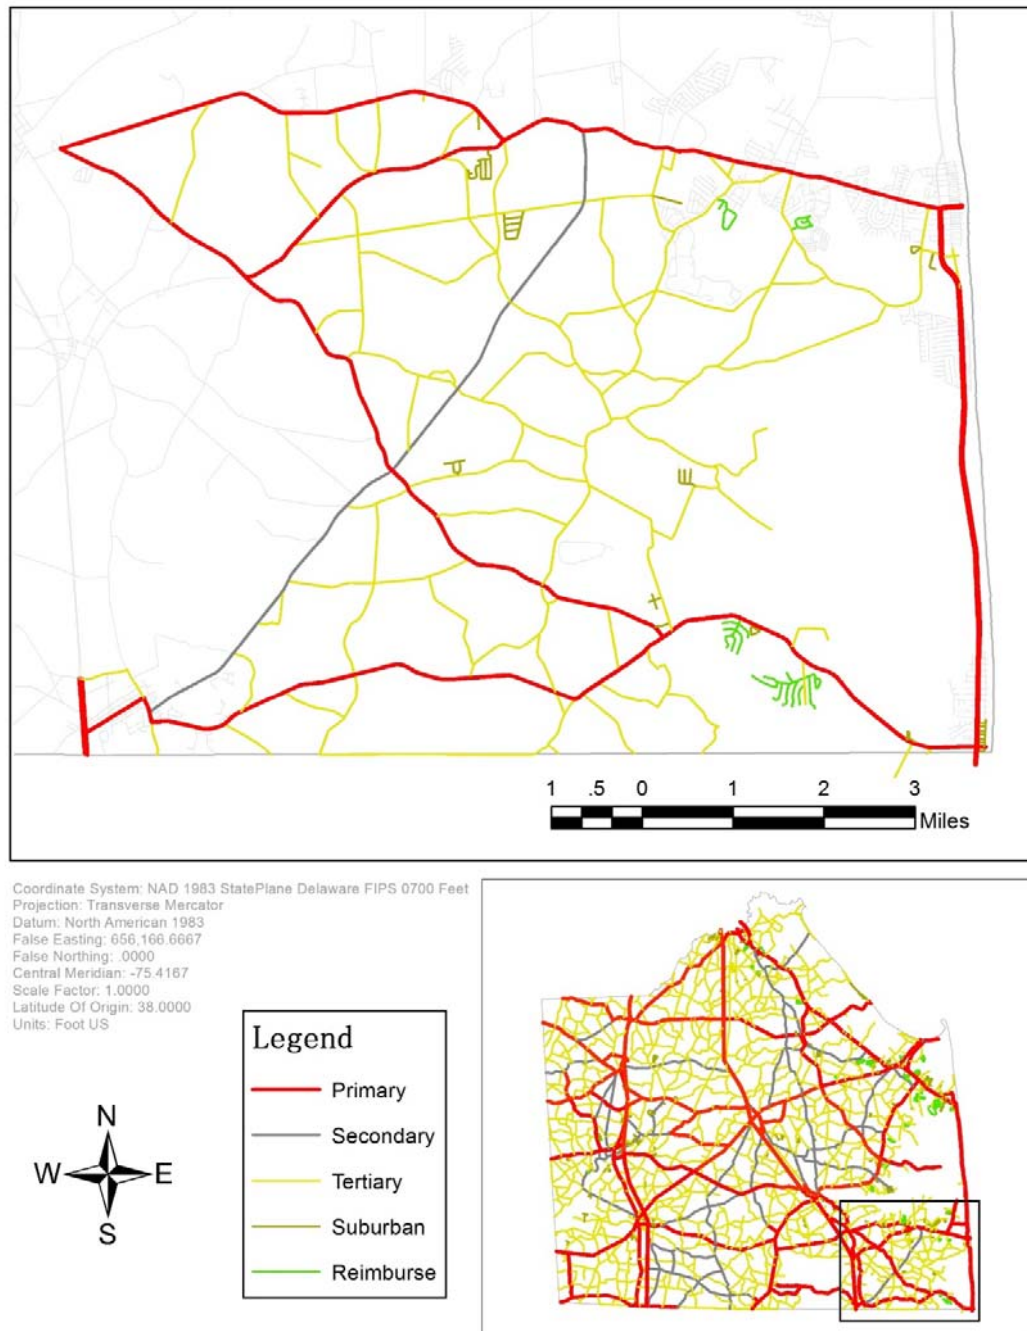 1 .5 0 1 2 3
Miles
Coordinate System: NAD 1983 StatePlane Delaware FIPS 0700 Feet
Projection: Transverse Mercator
Datum: North American 1983
False Easting: 656,166.6667
False Northing: .0000
Central Meridian: -75.4167
Scale Factor: 1.0000
Latitude Of Origin: 38.0000
Units: Foot US
Legend
Primary
Secondary
Tertiary
Suburban
Reimburse
N
W E
S